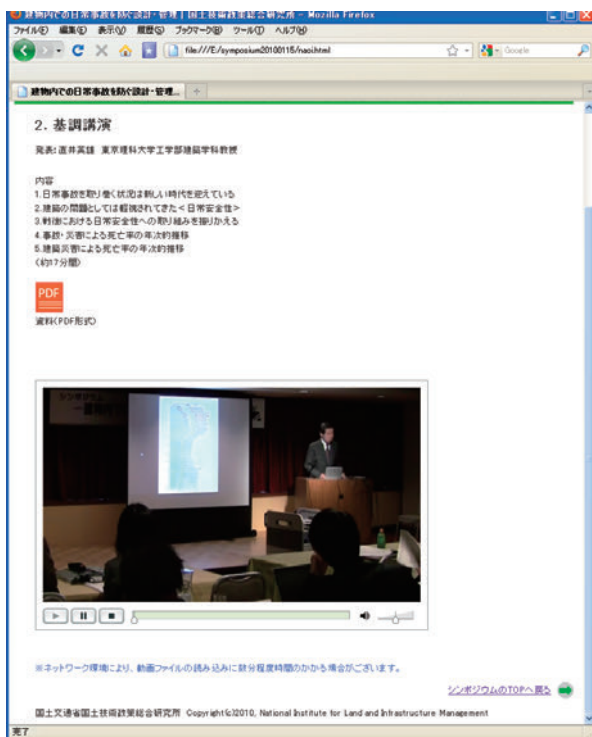 建物内での日常事故を防ぐ設計・管理 | 国土技術政策総合研究所 - Mozilla Firefox
ファイル(F) 編集(E) 表示(V) 履歴(S) ブックマーク(B) ツール(T) ヘルプ(H)
file:///E:/symposium20100115/naoi.html
Google
建物内での日常事故を防ぐ設計・管理...
2. 基調講演
発表: 直井英雄 東京理科大学工学部建築学科教授
内容
1.日常事故を取り巻く状況は新しい時代を迎えている
2.建築の問題としては軽視されてきた<日常安全性>
3.戦後における日常安全性への取り組みを振りかえる
4.事故・災害による死亡率の年次的推移
5.建築災害による死亡率の年次的推移
(約17分間)
PDF
資料(PDF形式)
シンポジウム
※ネットワーク環境により、動画ファイルの読み込みに数分程度時間のかかる場合がございます。
シンポジウムのTOPへ戻る
国土交通省国土技術政策総合研究所 Copyright(c)2010, National Institute for Land and Infrastructure Management
完了